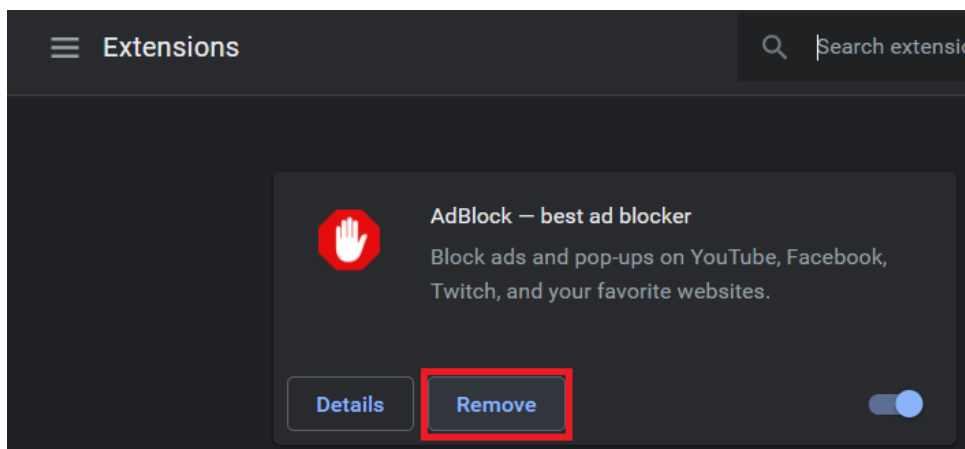 Extensions
Search extensi
AdBlock — best ad blocker
Block ads and pop-ups on YouTube, Facebook,
Twitch, and your favorite websites.
Details
Remove